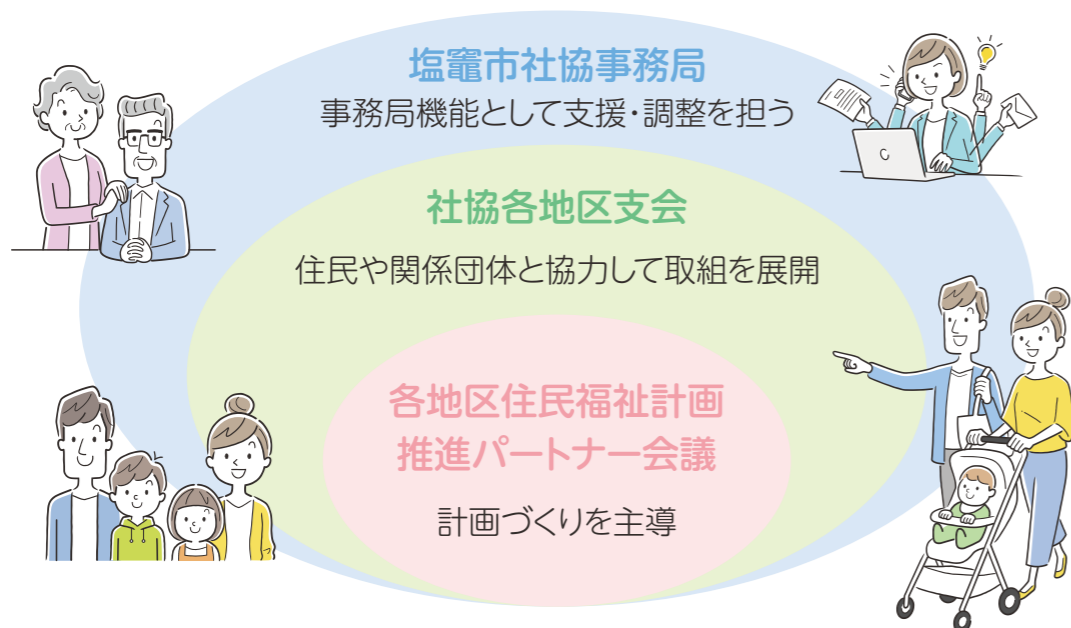 塩竈市社協事務局
事務局機能として支援・調整を担う
社協各地区支会
住民や関係団体と協力して取組を展開
各地区住民福祉計画
推進パートナー会議
計画づくりを主導